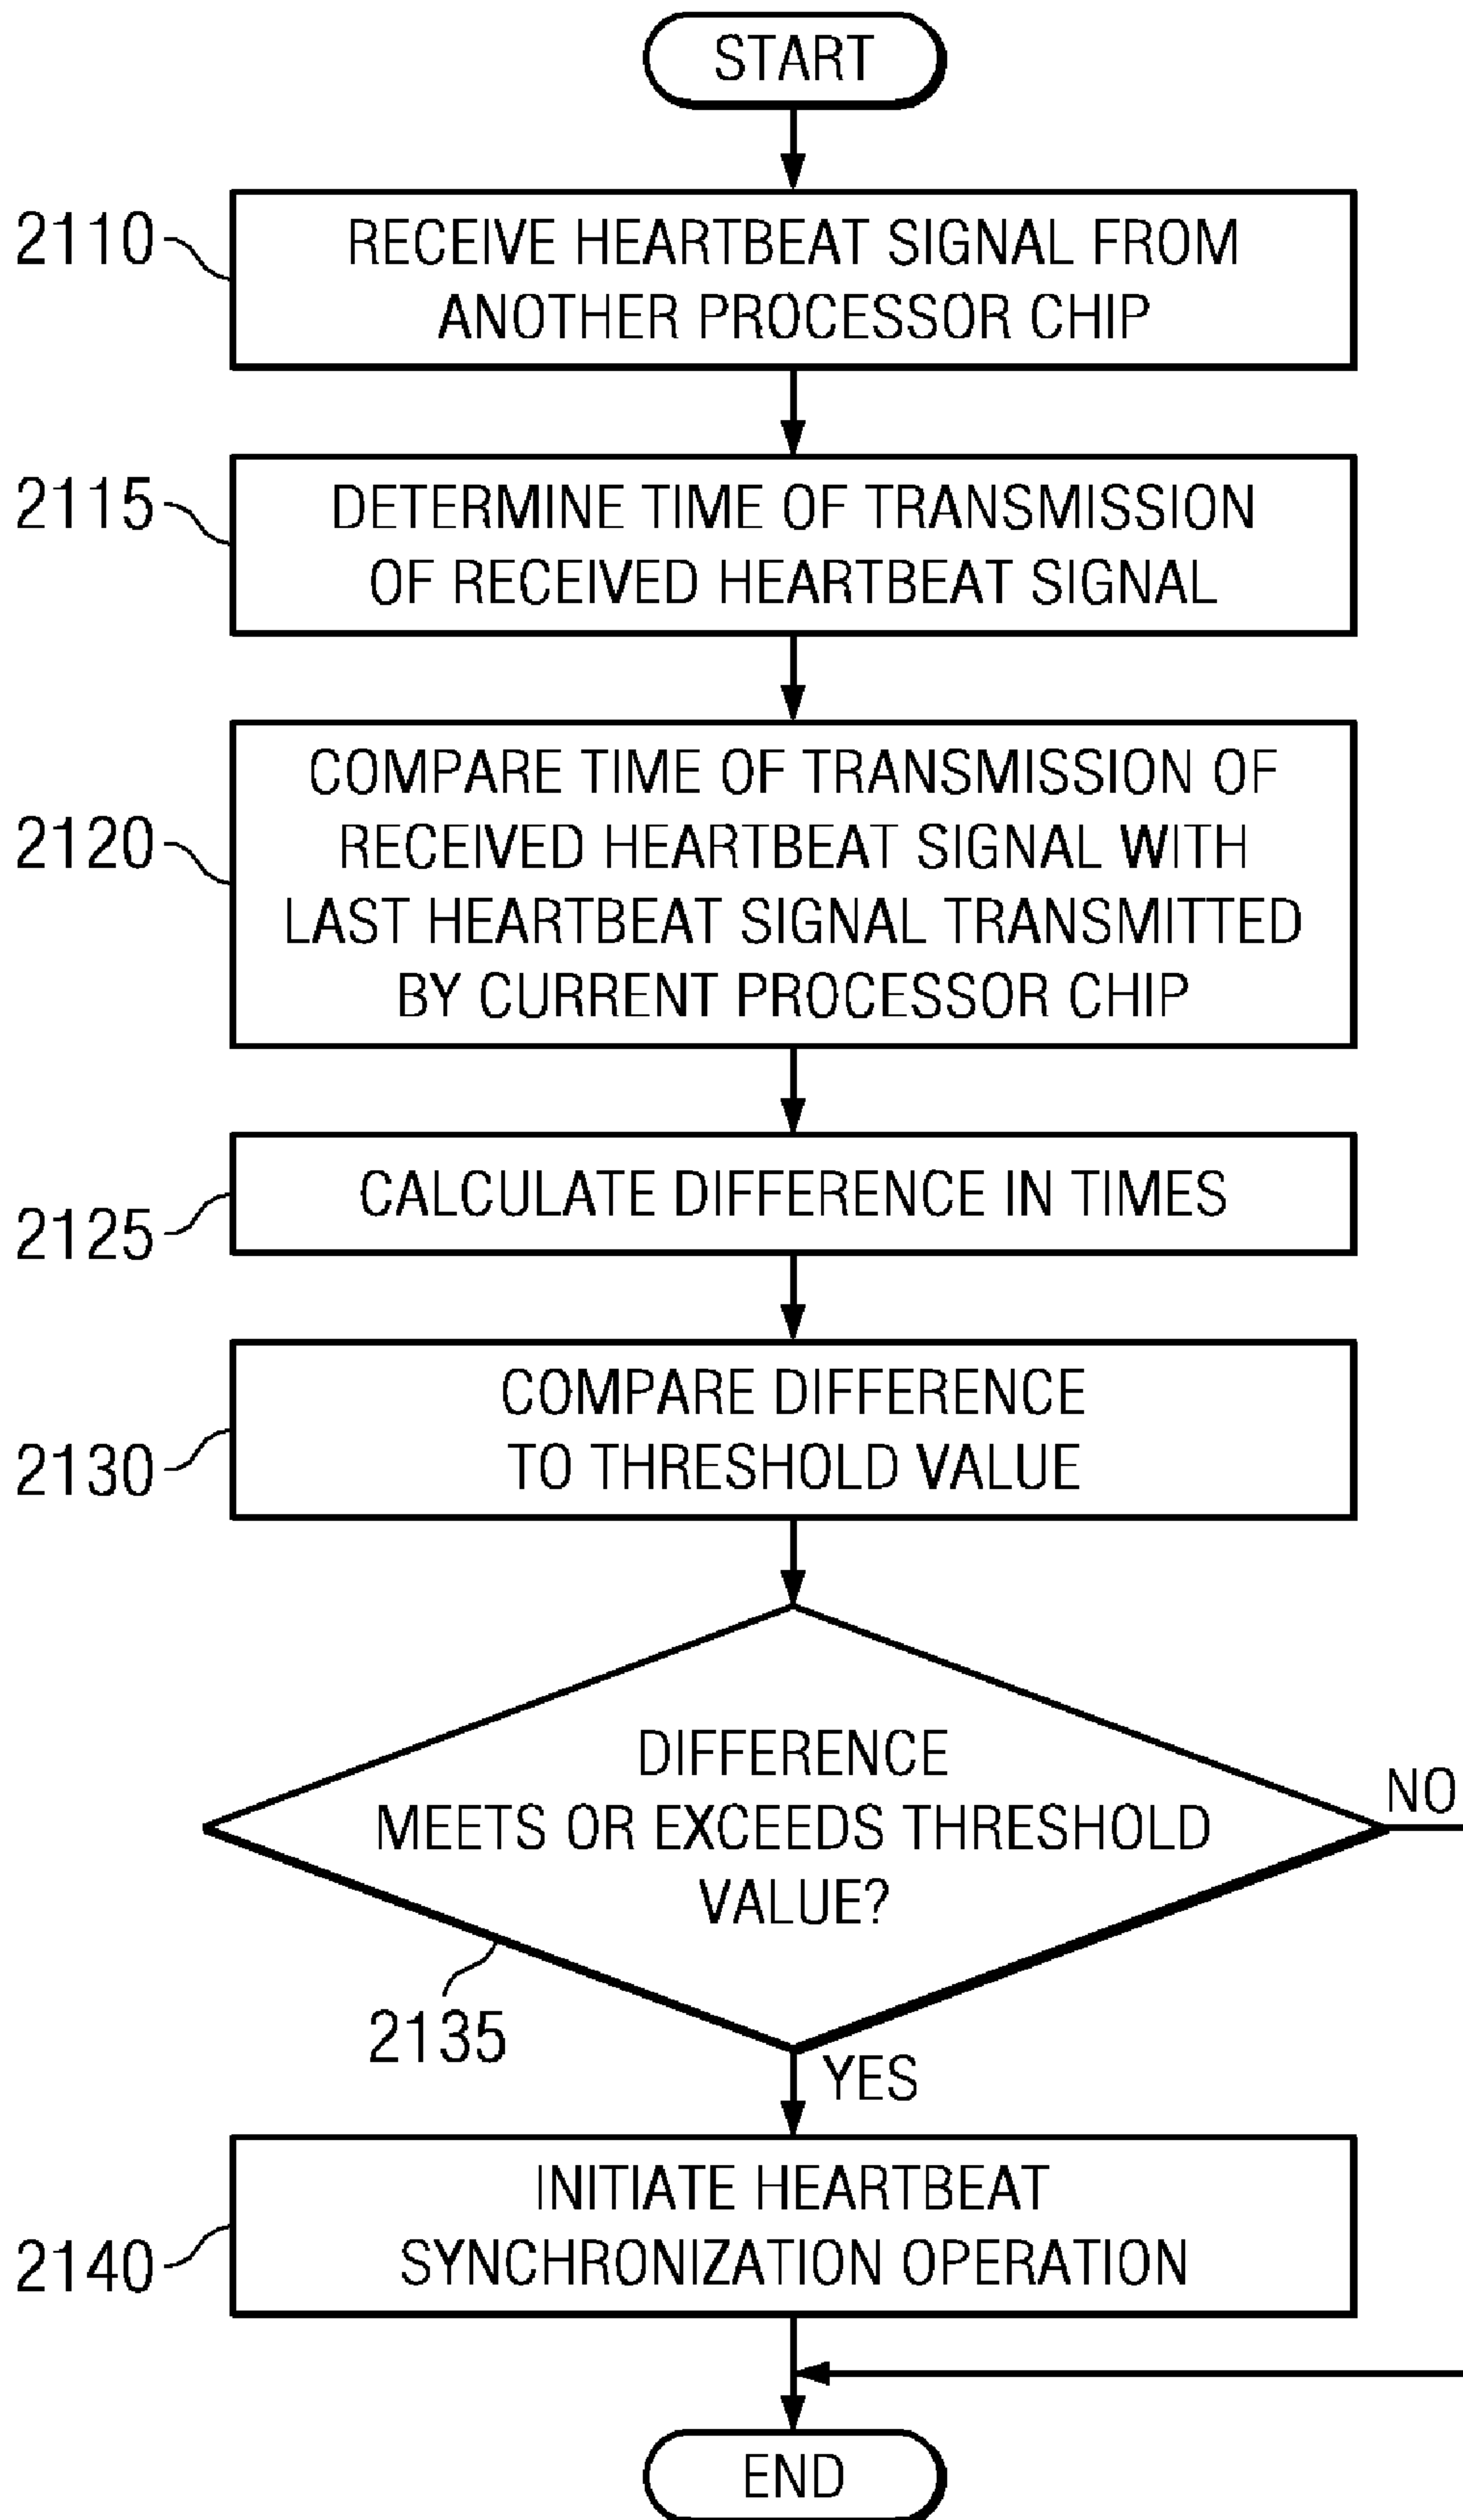 START
2110
RECEIVE HEARTBEAT SIGNAL FROM
ANOTHER PROCESSOR CHIP
2115
DETERMINE TIME OF TRANSMISSION
OF RECEIVED HEARTBEAT SIGNAL
2120
COMPARE TIME OF TRANSMISSION OF
RECEIVED HEARTBEAT SIGNAL WITH
LAST HEARTBEAT SIGNAL TRANSMITTED
BY CURRENT PROCESSOR CHIP
2125
CALCULATE DIFFERENCE IN TIMES
2130
COMPARE DIFFERENCE
TO THRESHOLD VALUE
DIFFERENCE
MEETS OR EXCEEDS THRESHOLD
VALUE?
NO
2135
YES
2140
INITIATE HEARTBEAT
SYNCHRONIZATION OPERATION
END